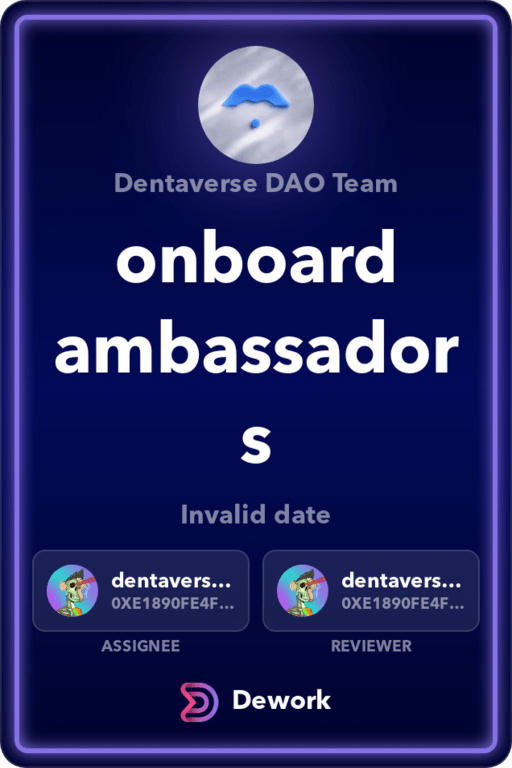 Dentaverse DAO Team
onboard
ambassador
s
Invalid date
dentavers...
0XE1890FE4F...
dentavers...
0XE1890FE4F...
ASSIGNEE
REVIEWER
Dework